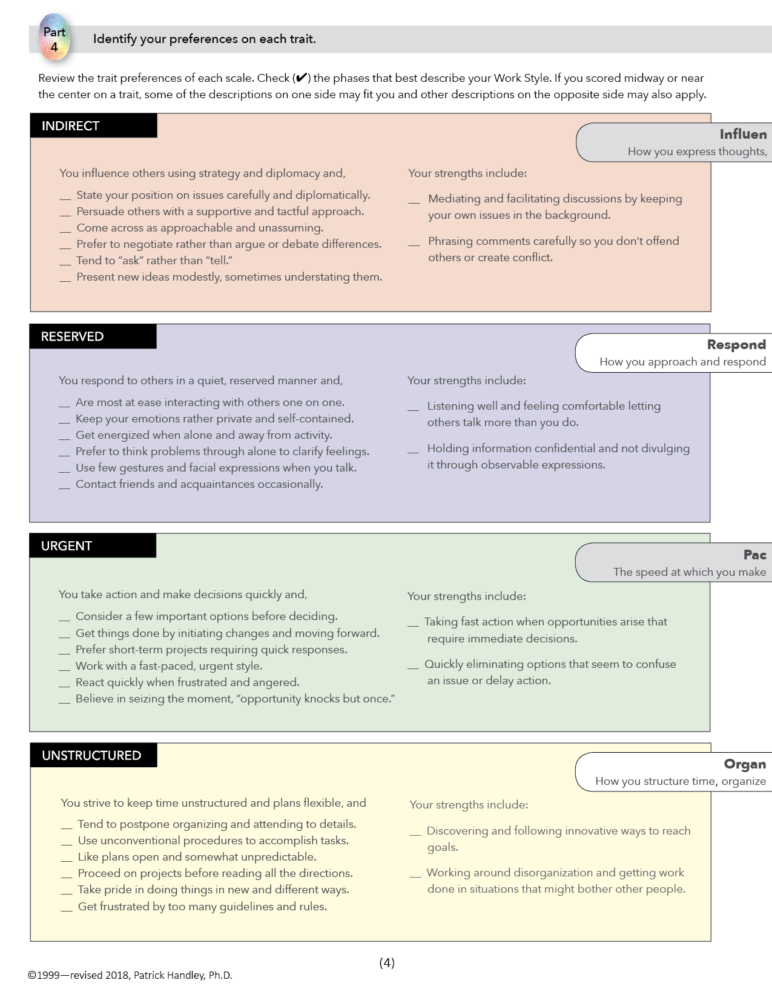 Part
4
Identify your preferences on each trait.
Review the trait preferences of each scale. Check (✔) the phases that best describe your Work Style. If you scored midway or near
the center on a trait, some of the descriptions on one side may fit you and other descriptions on the opposite side may also apply.
INDIRECT
Influen
How you express thoughts,
You influence others using strategy and diplomacy and,
__ State your position on issues carefully and diplomatically.
__ Persuade others with a supportive and tactful approach.
__ Come across as approachable and unassuming.
__ Prefer to negotiate rather than argue or debate differences.
__ Tend to “ask” rather than “tell.”
__ Present new ideas modestly, sometimes understating them.
Your strengths include:
__ Mediating and facilitating discussions by keeping
your own issues in the background.
__ Phrasing comments carefully so you don’t offend
others or create conflict.
RESERVED
Respond
How you approach and respond
You respond to others in a quiet, reserved manner and,
__ Are most at ease interacting with others one on one.
__ Keep your emotions rather private and self-contained.
__ Get energized when alone and away from activity.
__ Prefer to think problems through alone to clarify feelings.
__ Use few gestures and facial expressions when you talk.
__ Contact friends and acquaintances occasionally.
Your strengths include:
__ Listening well and feeling comfortable letting
others talk more than you do.
__ Holding information confidential and not divulging
it through observable expressions.
URGENT
Pac
The speed at which you make
You take action and make decisions quickly and,
__ Consider a few important options before deciding.
__ Get things done by initiating changes and moving forward.
__ Prefer short-term projects requiring quick responses.
__ Work with a fast-paced, urgent style.
__ React quickly when frustrated and angered.
__ Believe in seizing the moment, “opportunity knocks but once.”
Your strengths include:
__ Taking fast action when opportunities arise that
require immediate decisions.
__ Quickly eliminating options that seem to confuse
an issue or delay action.
UNSTRUCTURED
Organ
How you structure time, organize
You strive to keep time unstructured and plans flexible, and
__ Tend to postpone organizing and attending to details.
__ Use unconventional procedures to accomplish tasks.
__ Like plans open and somewhat unpredictable.
__ Proceed on projects before reading all the directions.
__ Take pride in doing things in new and different ways.
__ Get frustrated by too many guidelines and rules.
Your strengths include:
__ Discovering and following innovative ways to reach
goals.
__ Working around disorganization and getting work
done in situations that might bother other people.
(4)
©1999—revised 2018, Patrick Handley, Ph.D.